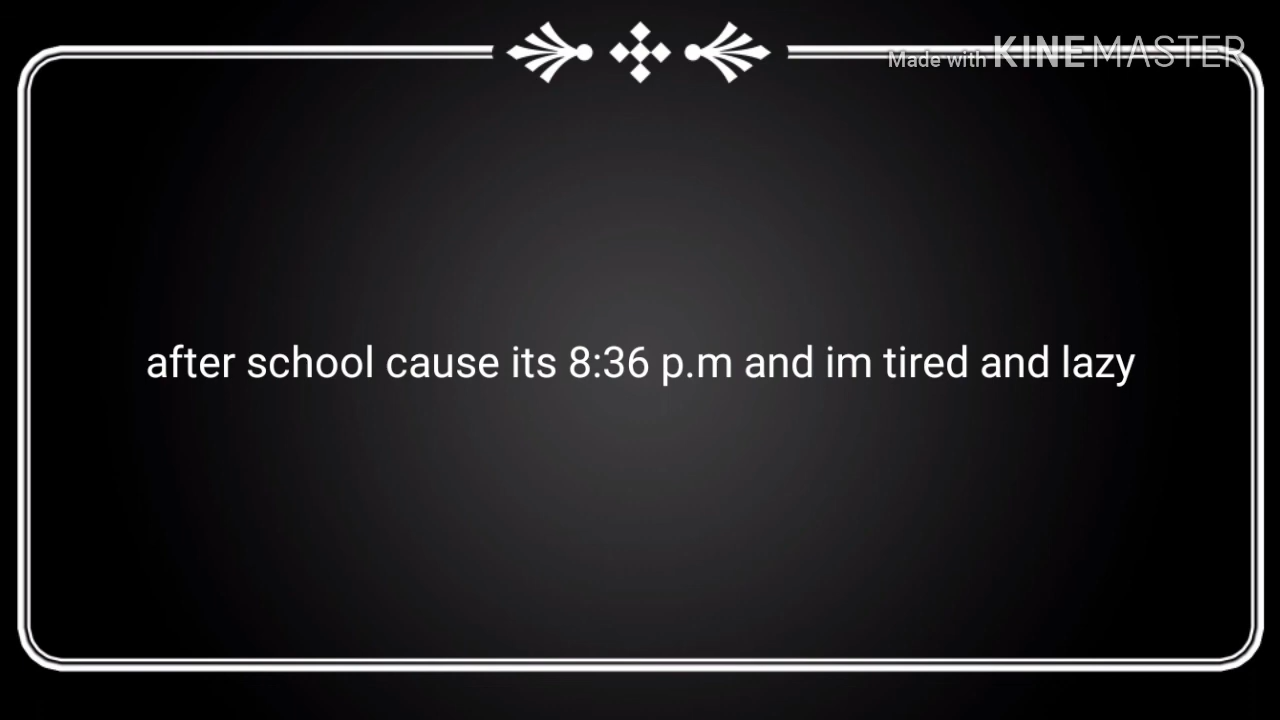 Made with KINEMASTER
after school cause its 8:36 p.m and im tired and lazy